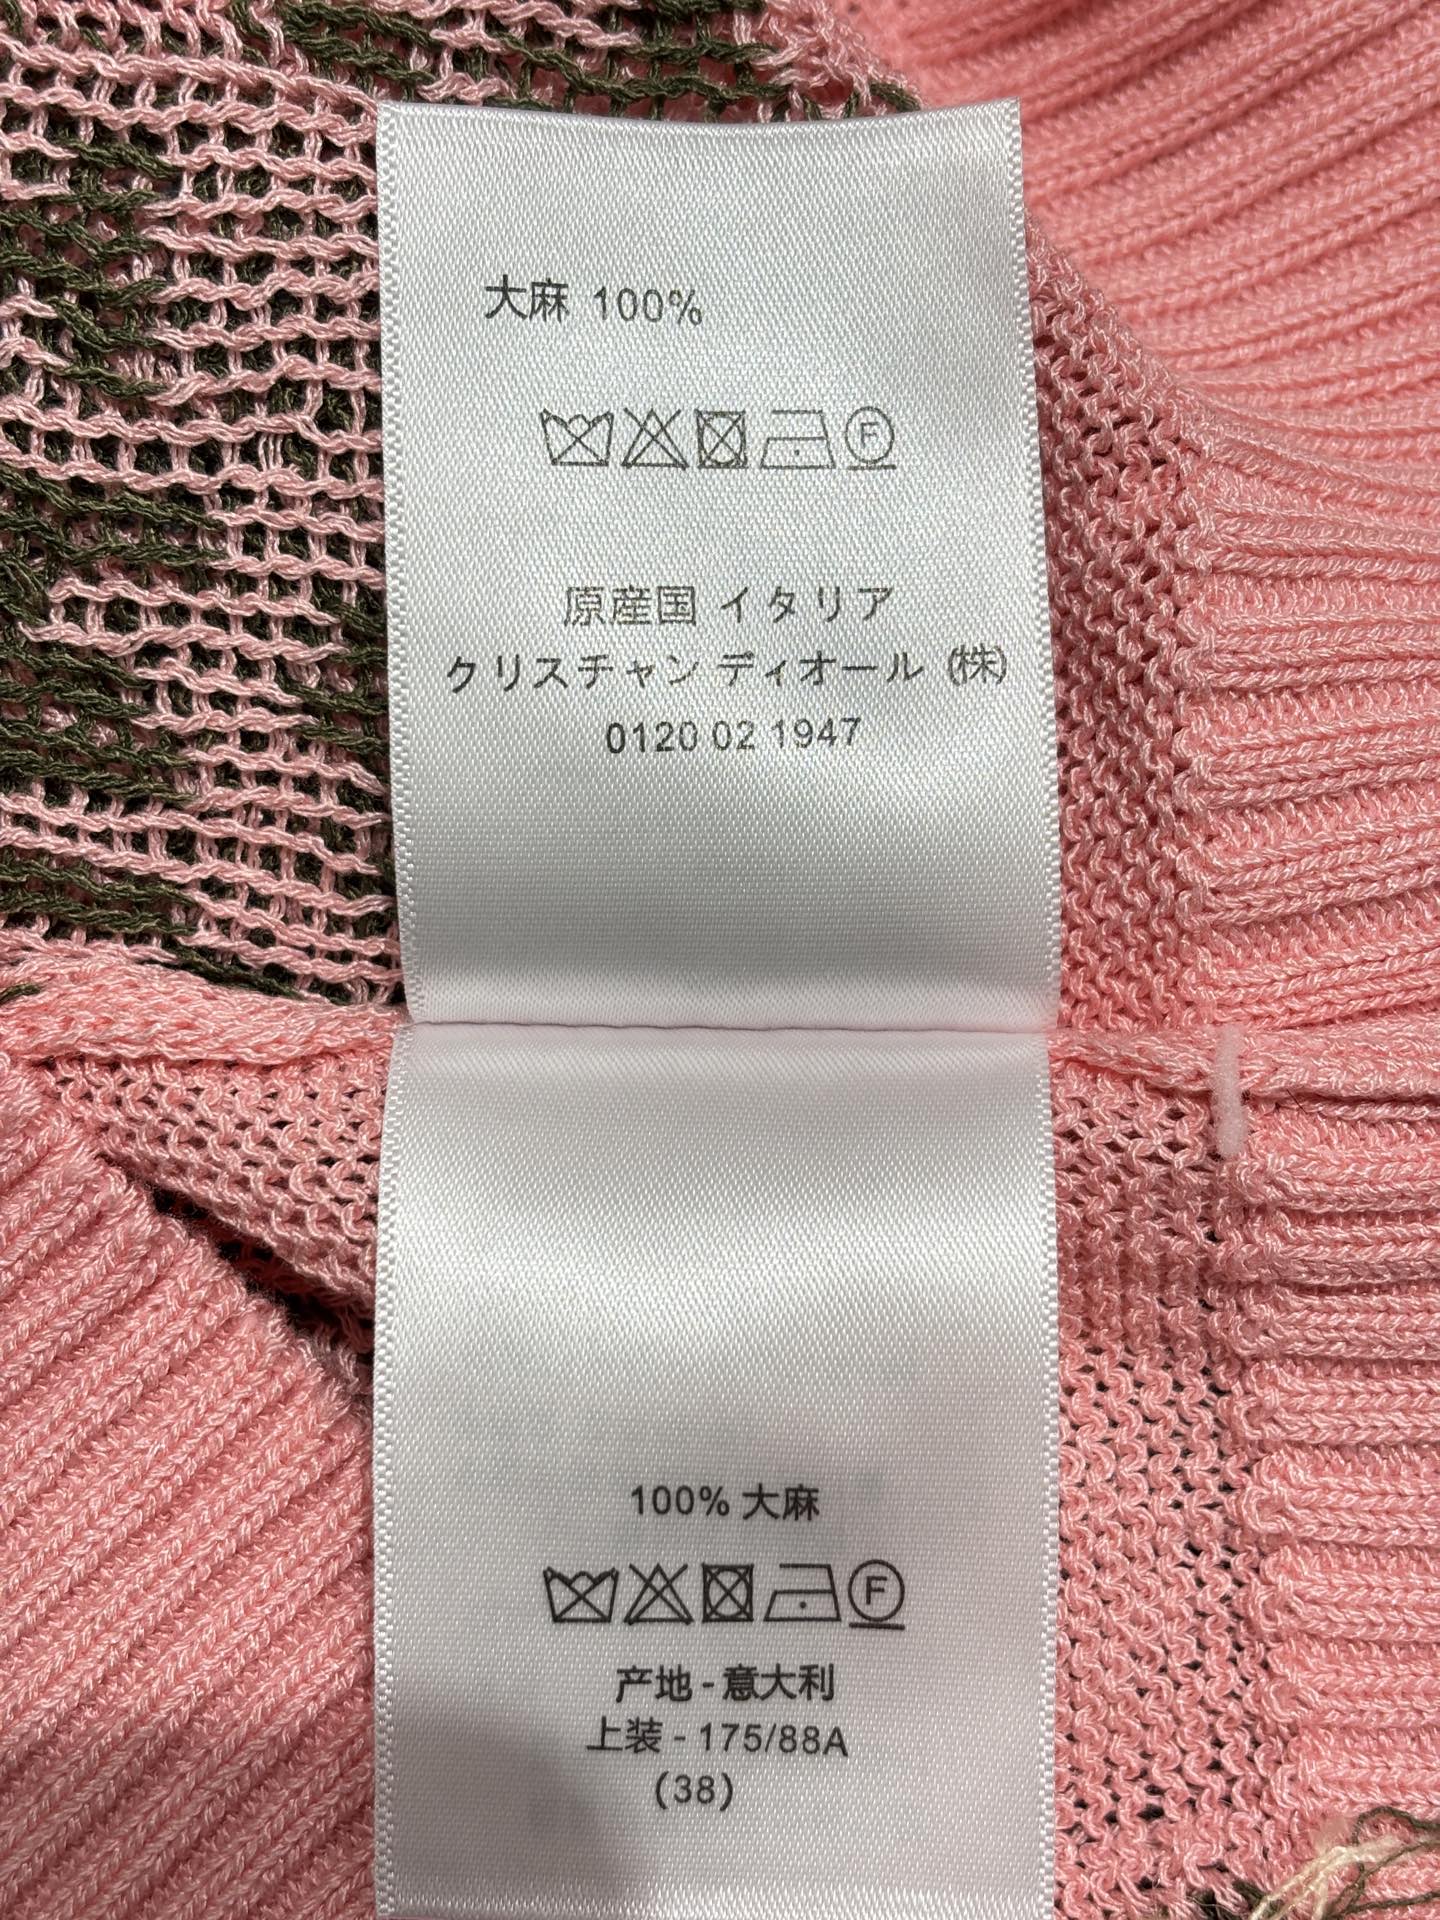 大麻 100%
F
原産国 イタリア
クリスチャン ディオール (株)
0120 02 1947
100% 大麻
F
产地 - 意大利
上装 - 175/88A
(38)